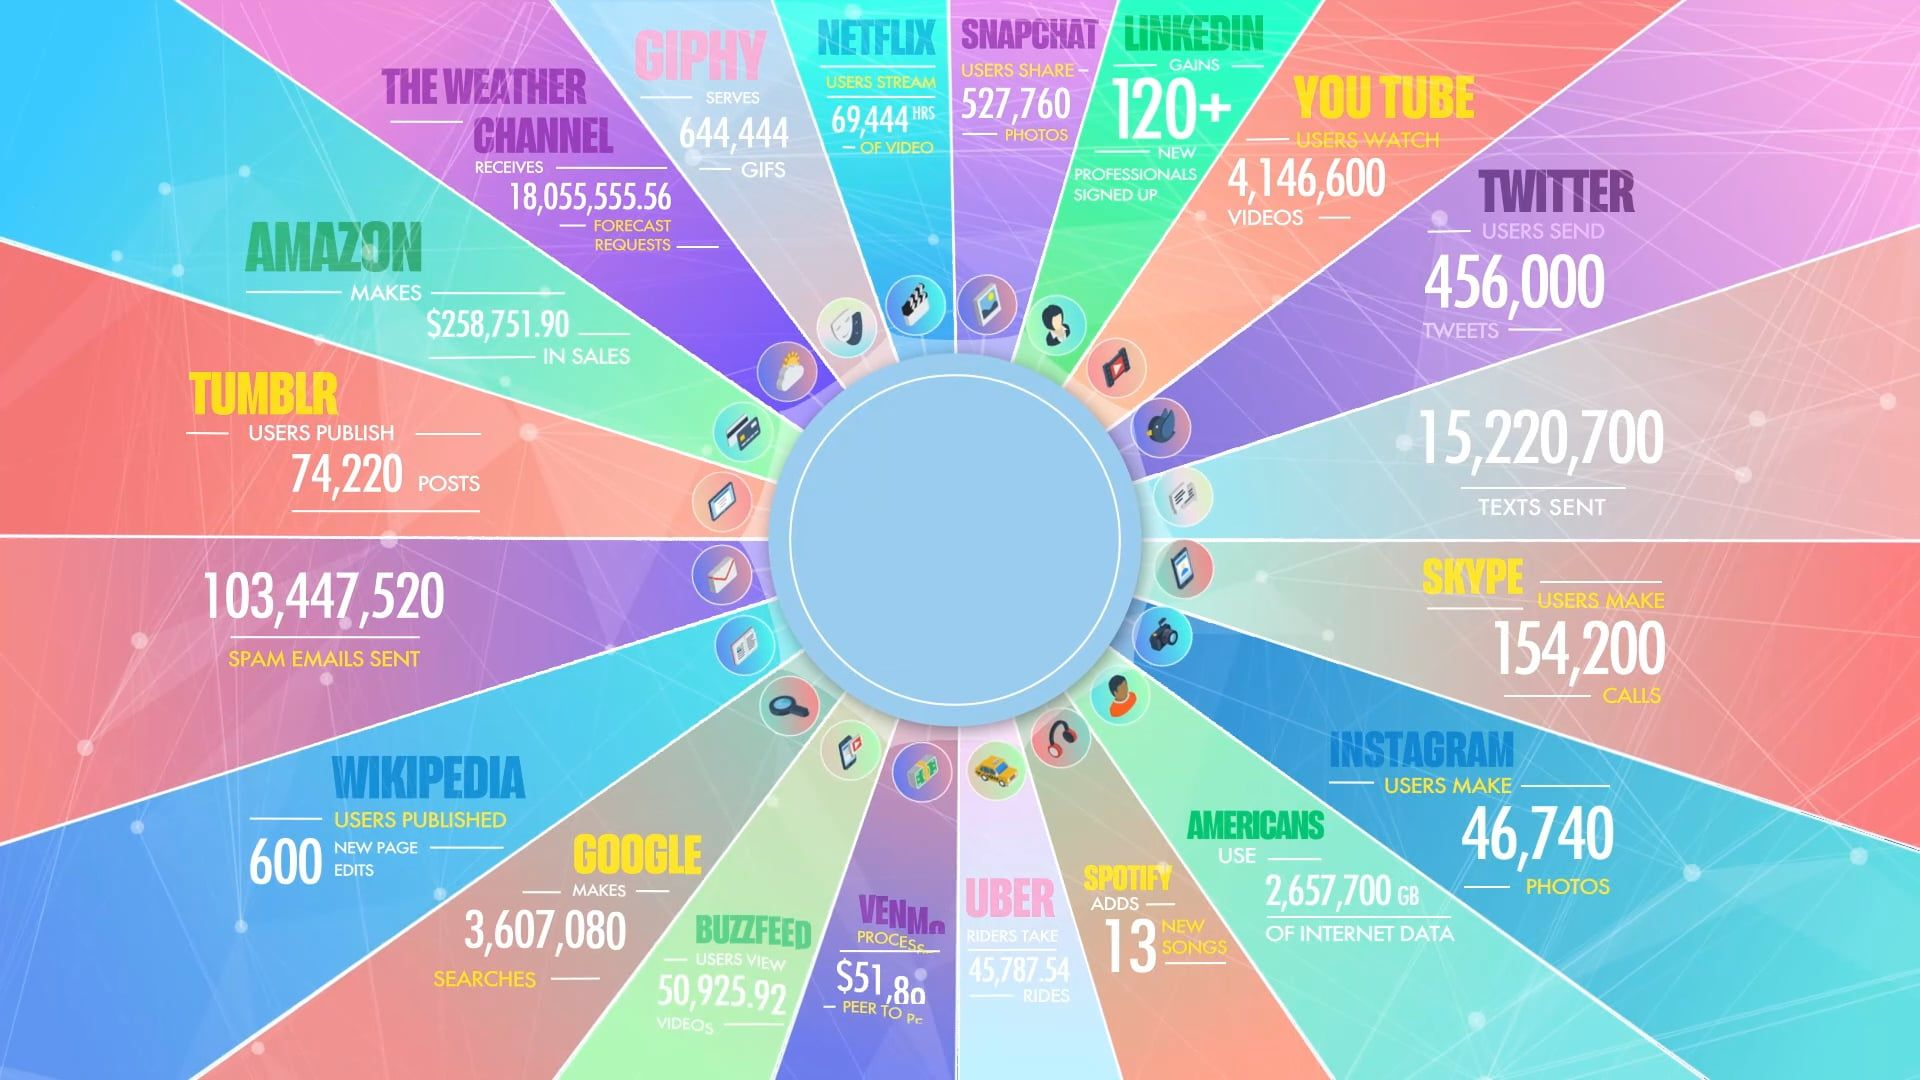 THE WEATHER
CHANNEL
RECEIVES
18,055,555.56
FORECAST
REQUESTS
GIPHY
SERVES
644,444
GIFS
NETFLIX
USERS STREAM
69,444 HRS
OF VIDEO
SNAPCHAT
USERS SHARE
527,760
PHOTOS
LINKEDIN
GAINS
120+
NEW
PROFESSIONALS
SIGNED UP
YOU TUBE
USERS WATCH
4,146,600
VIDEOS
TWITTER
USERS SEND
456,000
TWEETS
15,220,700
TEXTS SENT
SKYPE
USERS MAKE
154,200
CALLS
INSTAGRAM
USERS MAKE
46,740
PHOTOS
AMERICANS
USE
2,657,700 GB
OF INTERNET DATA
SPOTIFY
ADDS
13 NEW
SONGS
UBER
RIDERS TAKE
45,787.54
RIDES
VENMO
PEER TO
BUZZFEED
USERS VIEW
50,925.92
VIDEOS
GOOGLE
MAKES
3,607,080
SEARCHES
WIKIPEDIA
USERS PUBLISHED
600 NEW PAGE
EDITS
103,447,520
SPAM EMAILS SENT
TUMBLR
USERS PUBLISH
74,220 POSTS
AMAZON
MAKES
$258,751.90
IN SALES